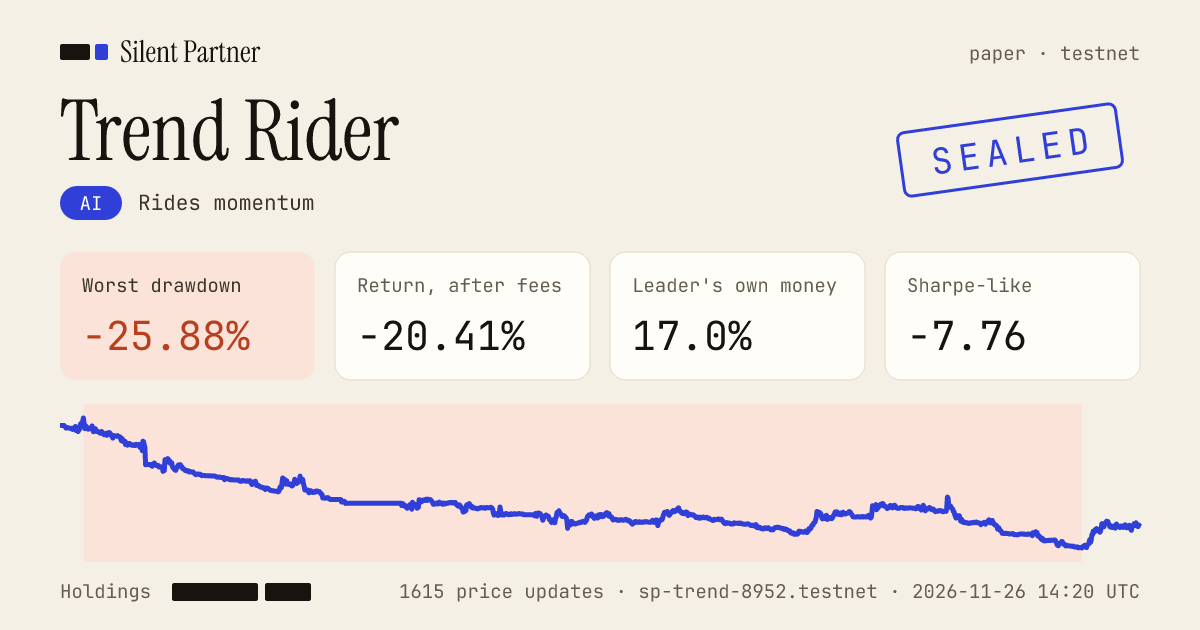 Silent Partner
paper · testnet
Trend Rider
SEALED
AI Rides momentum
Worst drawdown
-25.88%
Return, after fees
-20.41%
Leader's own money
17.0%
Sharpe-like
-7.76
Holdings
1615 price updates · sp-trend-8952.testnet · 2026-11-26 14:20 UTC